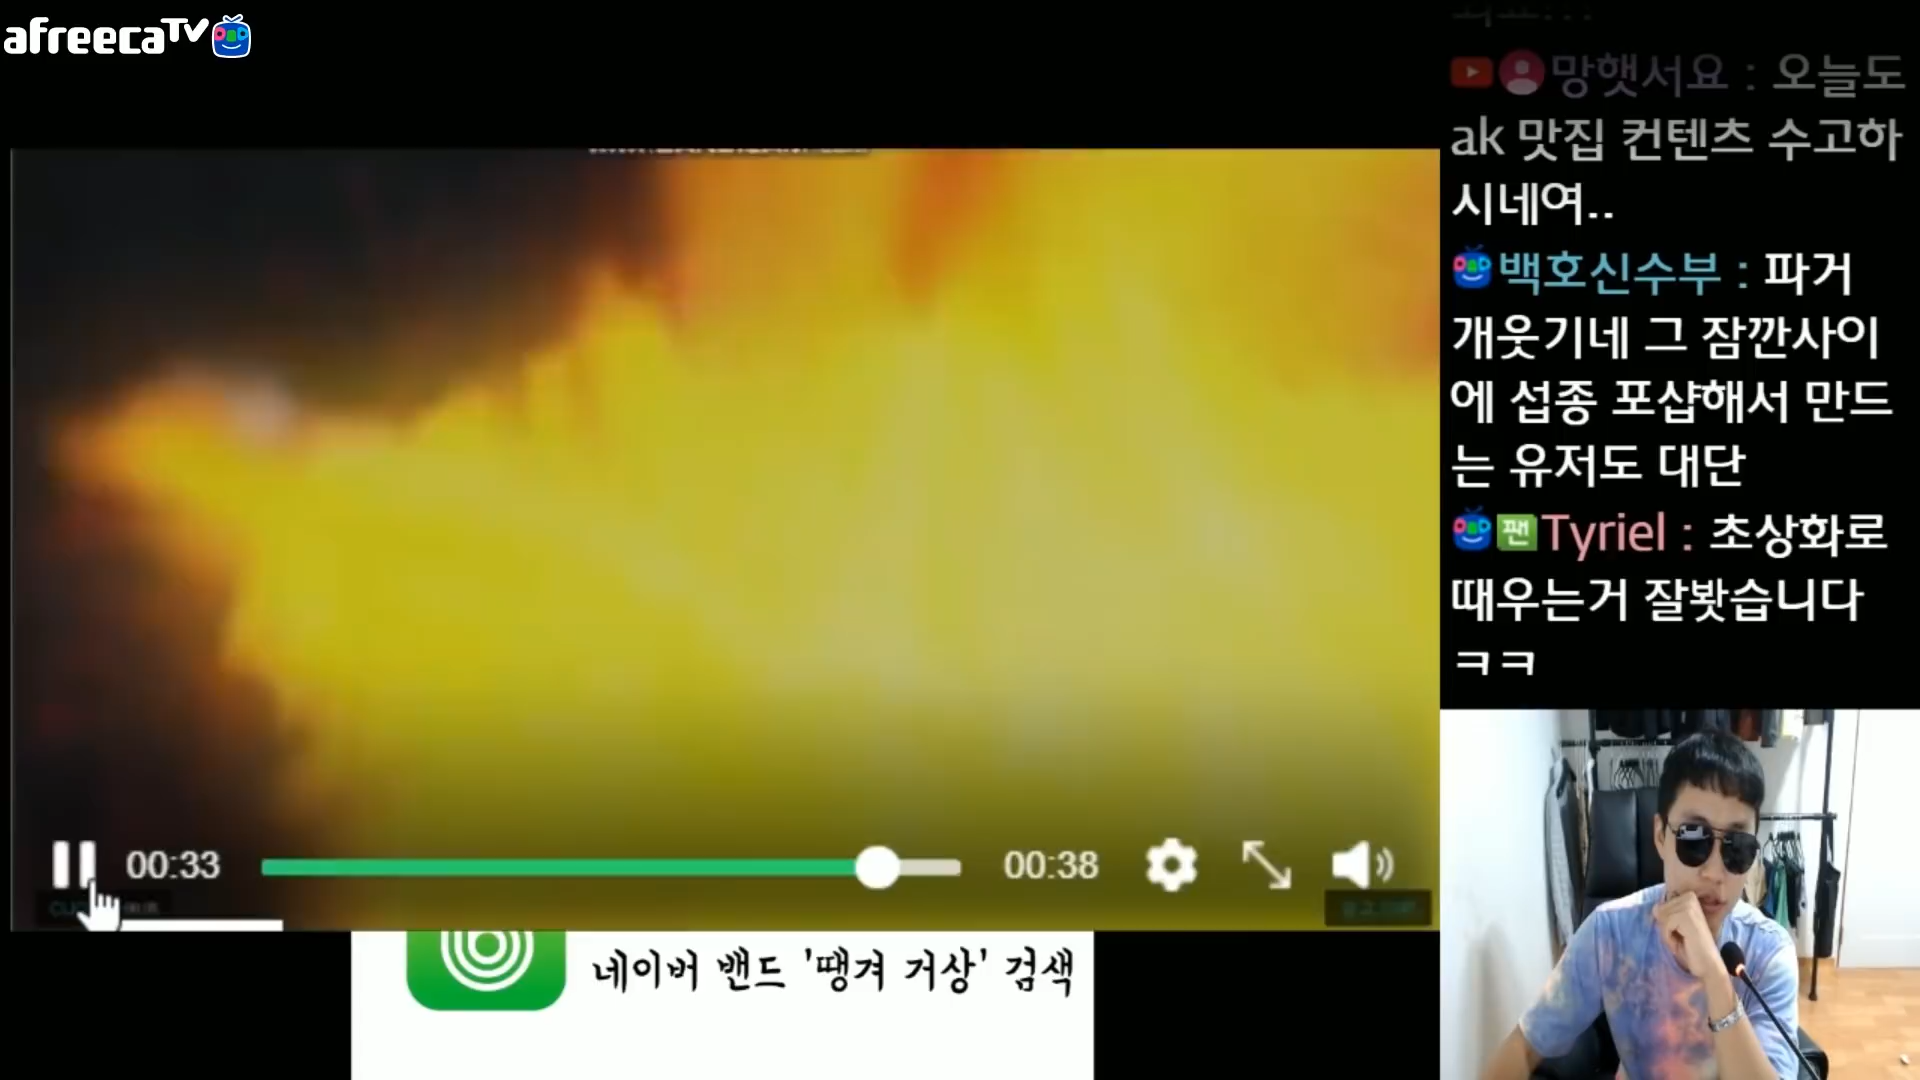 afreecaTV
망햇서요 : 오늘도
ak 맛집 컨텐츠 수고하
시네여..
백호신수부 : 파거
개웃기네 그 잠깐사이
에 섭종 포샵해서 만드
는 유저도 대단
팬 Tyriel : 초상화로
때우는거 잘봣습니다
ㅋㅋ
00:33
00:38
네이버 밴드 '땡겨 거상' 검색